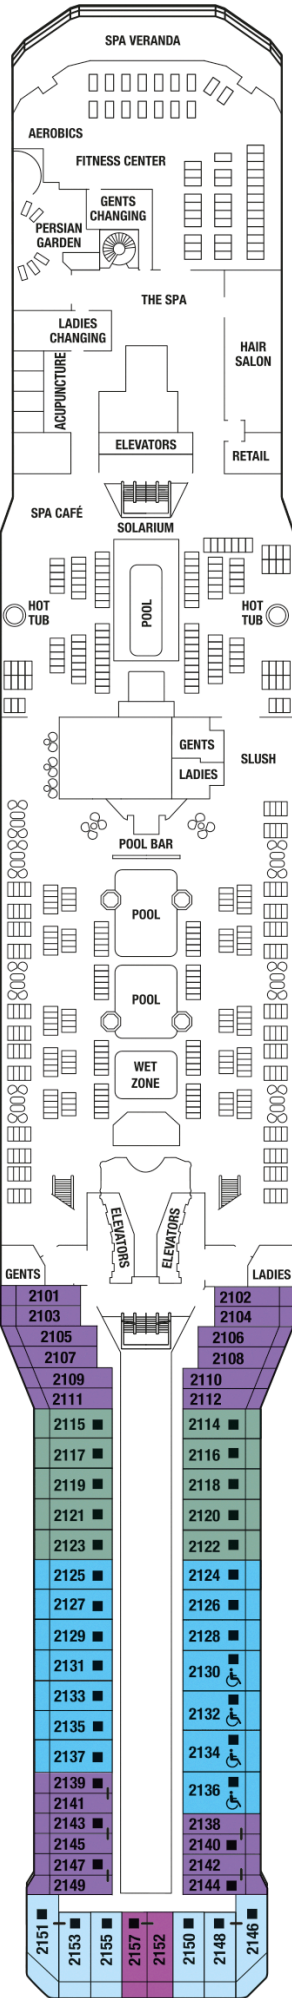 SPA VERANDA
AEROBICS
FITNESS CENTER
GENTS
CHANGING
PERSIAN
GARDEN
THE SPA
LADIES
CHANGING
HAIR
SALON
ACUPUNCTURE
ELEVATORS
RETAIL
SPA CAFÉ
SOLARIUM
HOT
TUB
POOL
HOT
TUB
GENTS
SLUSH
LADIES
POOL BAR
POOL
POOL
WET
ZONE
ELEVATORS
ELEVATORS
GENTS
LADIES
2101 2102
2103 2104
2105 2106
2107 2108
2109 2110
2111 2112
2115 2114
2117 2116
2119 2118
2121 2120
2123 2122
2125 2124
2127 2126
2129 2128
2131 2130
2133 2132
2135 2134
2137 2136
2139
2141
2143 2138
2145 2140
2147 2142
2149 2144
2151 2153 2155 2157 2152 2150 2148 2146